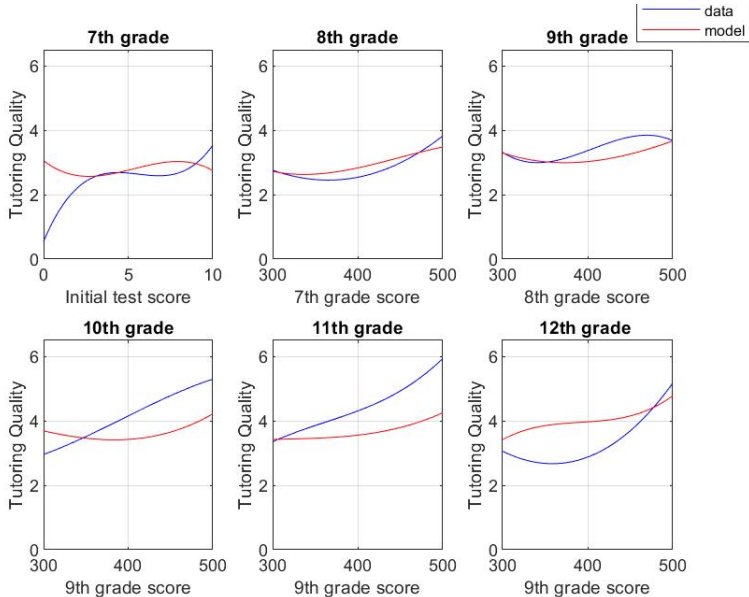 data
model
7th grade
8th grade
9th grade
6
4
2
0
Tutoring Quality
0 5 10
Initial test score
6
4
2
0
Tutoring Quality
300 400 500
7th grade score
6
4
2
0
Tutoring Quality
300 400 500
8th grade score
10th grade
11th grade
12th grade
6
4
2
0
Tutoring Quality
300 400 500
9th grade score
6
4
2
0
Tutoring Quality
300 400 500
9th grade score
6
4
2
0
Tutoring Quality
300 400 500
9th grade score